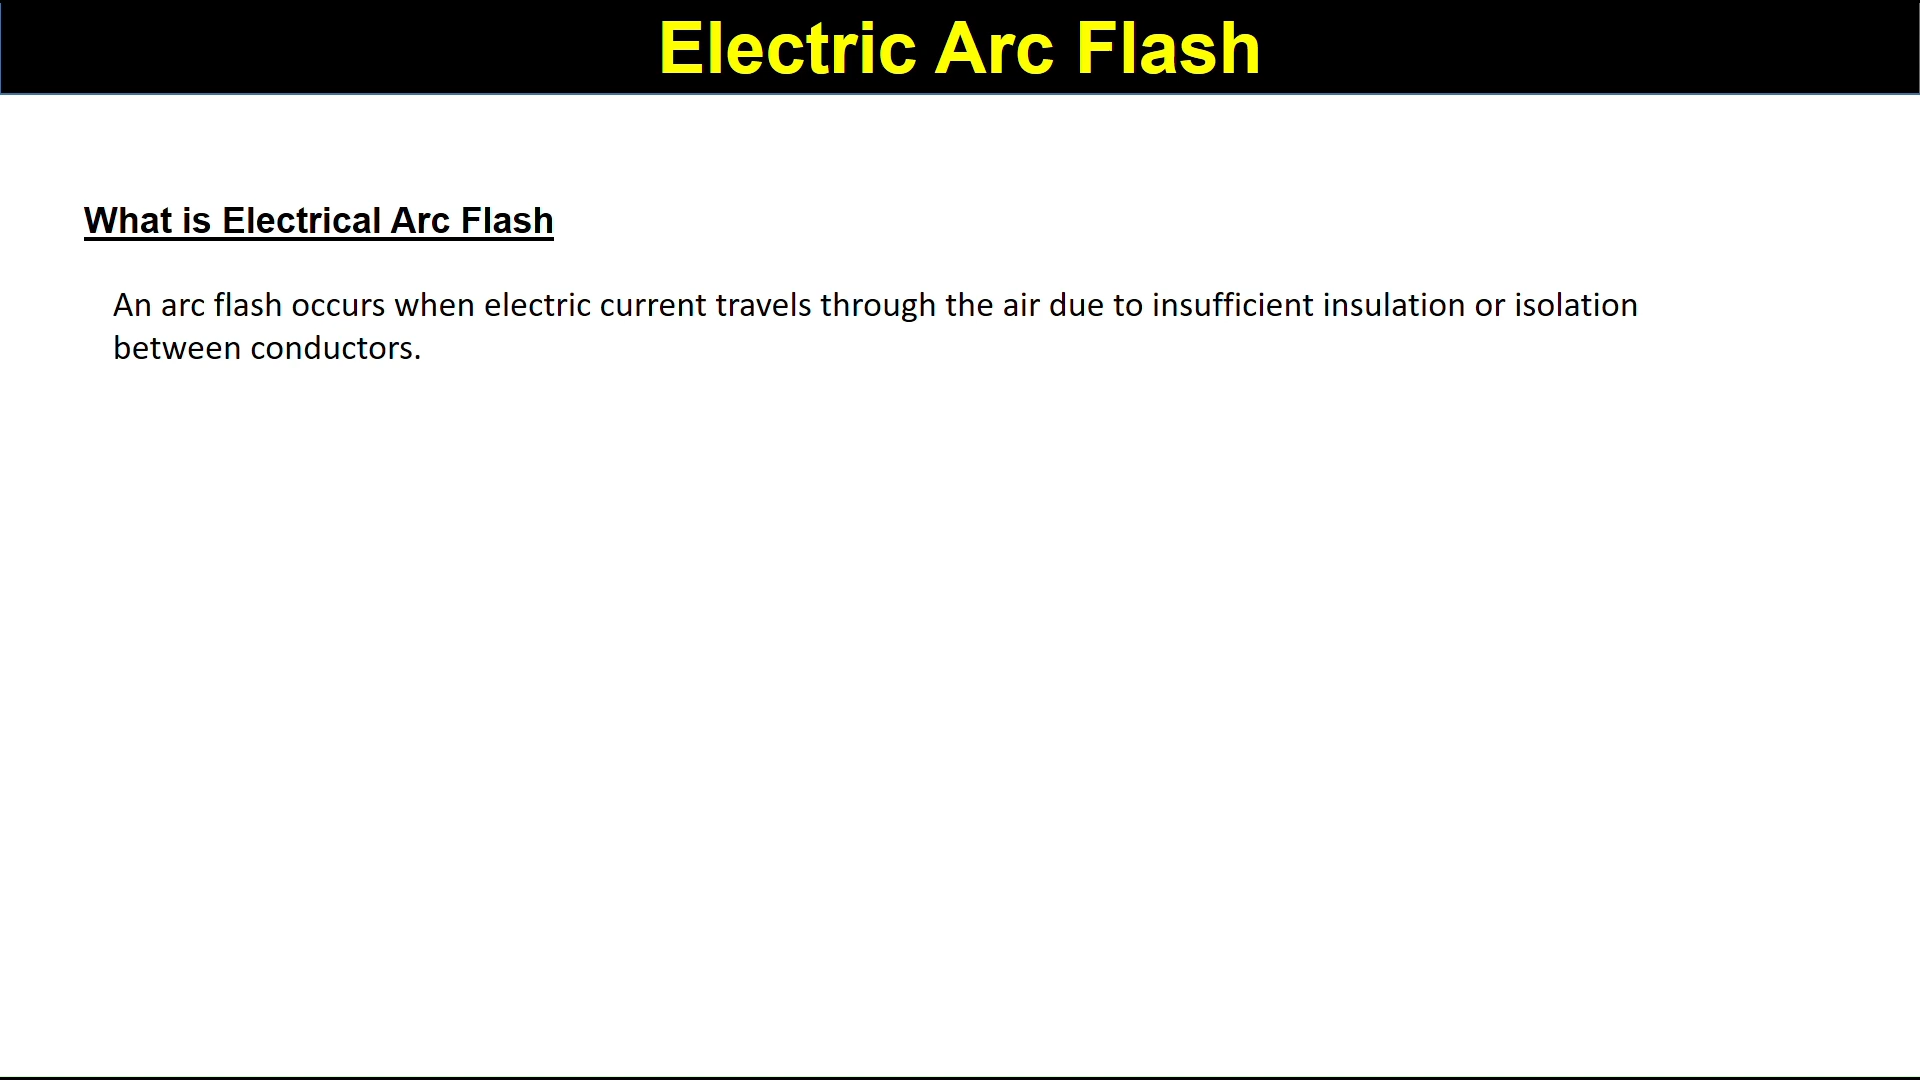 Electric Arc Flash
What is Electrical Arc Flash
An arc flash occurs when electric current travels through the air due to insufficient insulation or isolation
between conductors.